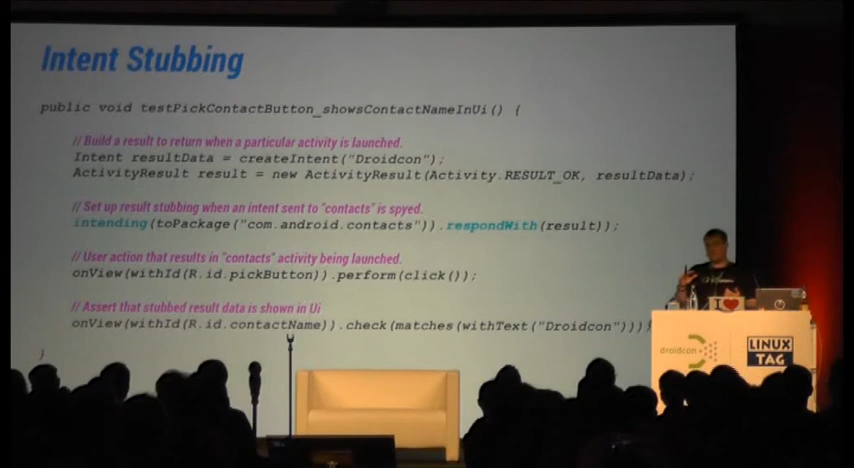 Intent Stubbing
public void testPickContactButton_showsContactNameInUi() {
// Build a result to return when a particular activity is launched.
Intent resultData = createIntent("Droidcon");
ActivityResult result = new ActivityResult(Activity.RESULT_OK, resultData);
// Set up result stubbing when an intent sent to "contacts" is spyed.
intending(toPackage("com.android.contacts")).respondWith(result));
// User action that results in "contacts" activity being launched.
onView(withId(R.id.pickButton)).perform(click());
// Assert that stubbed result data is shown in Ui
onView(withId(R.id.contactName)).check(matches(withText("Droidcon")));
}
I
droidcon
LINUX
TAG